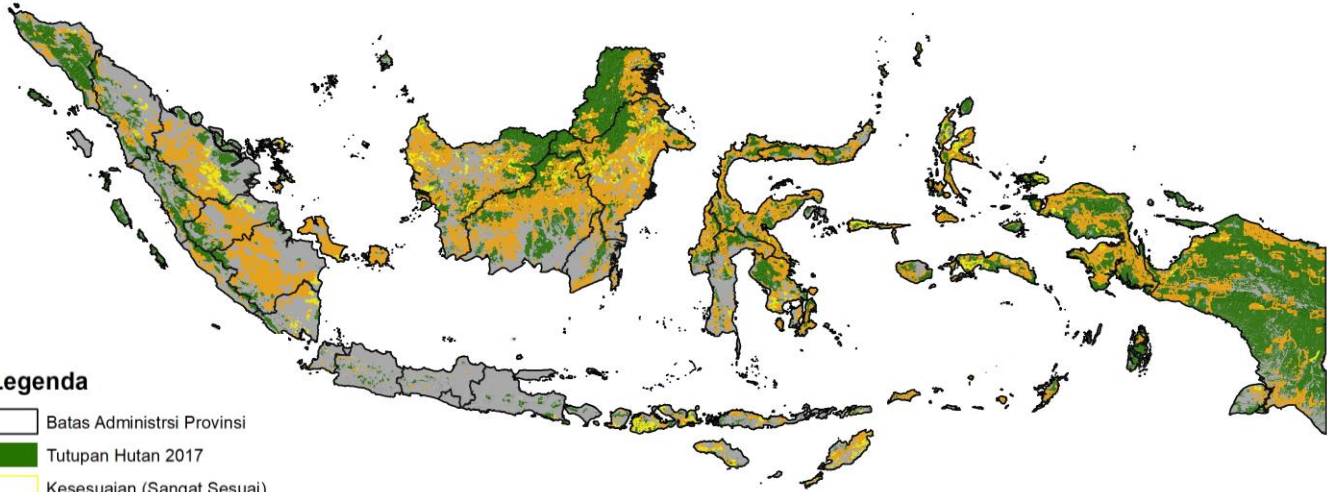 Legenda
Batas Administrsi Provinsi
Tutupan Hutan 2017
Kesesuaian (Sangat Sesuai)